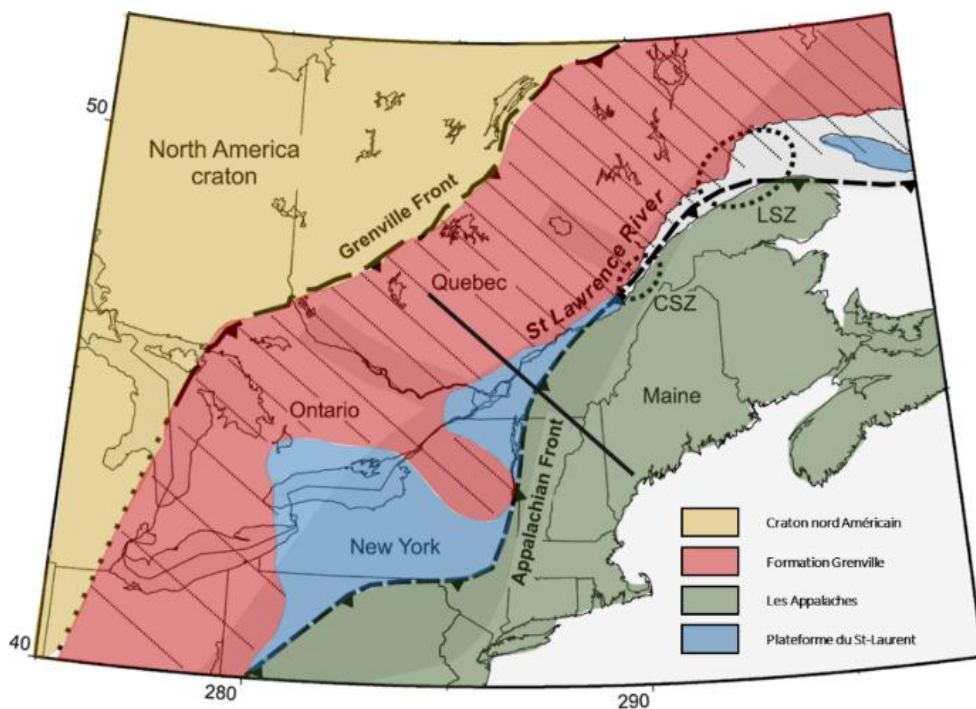 50
North America
craton
Grenville Front
St Lawrence River
LSZ
Quebec
CSZ
Ontario
Maine
Appalachian Front
New York
Craton nord Américain
Formation Grenville
Les Appalaches
Plateforme du St-Laurent
40
280
290